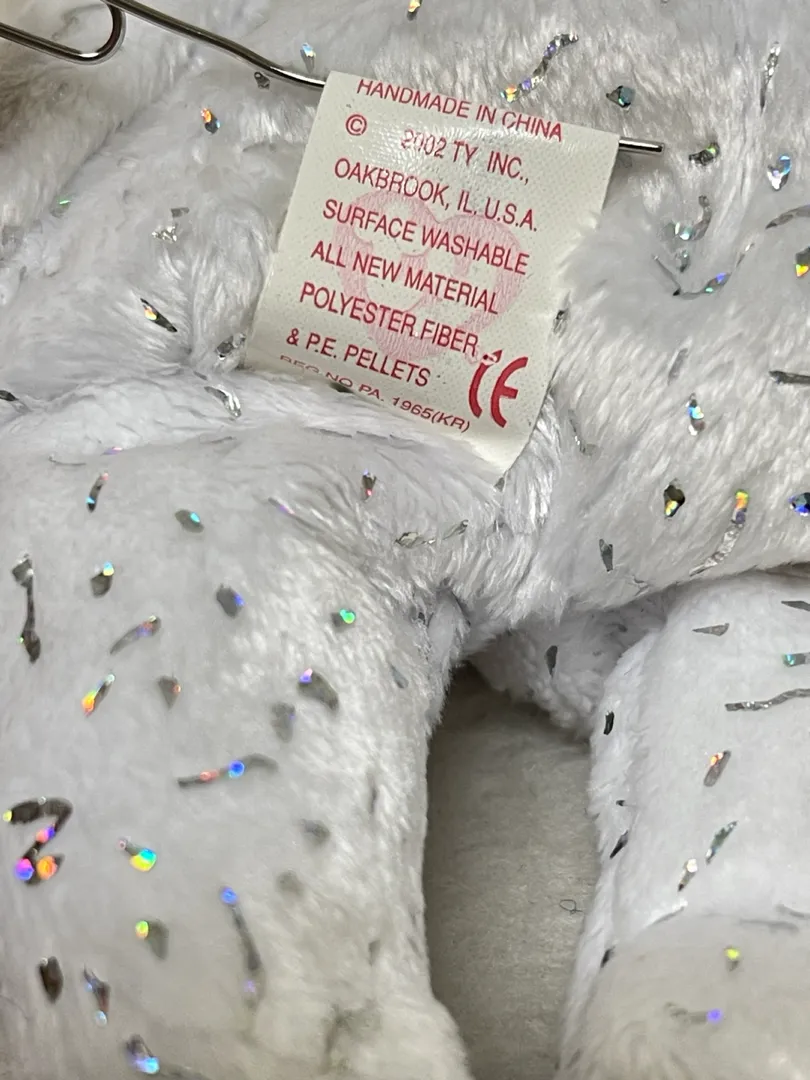 HANDMADE IN CHINA
© 2002 TY INC.,
OAKBROOK, IL. U.S.A.
SURFACE WASHABLE
ALL NEW MATERIAL
POLYESTER FIBER
& P.E. PELLETS
REG NO PA. 1965(KR)
CE